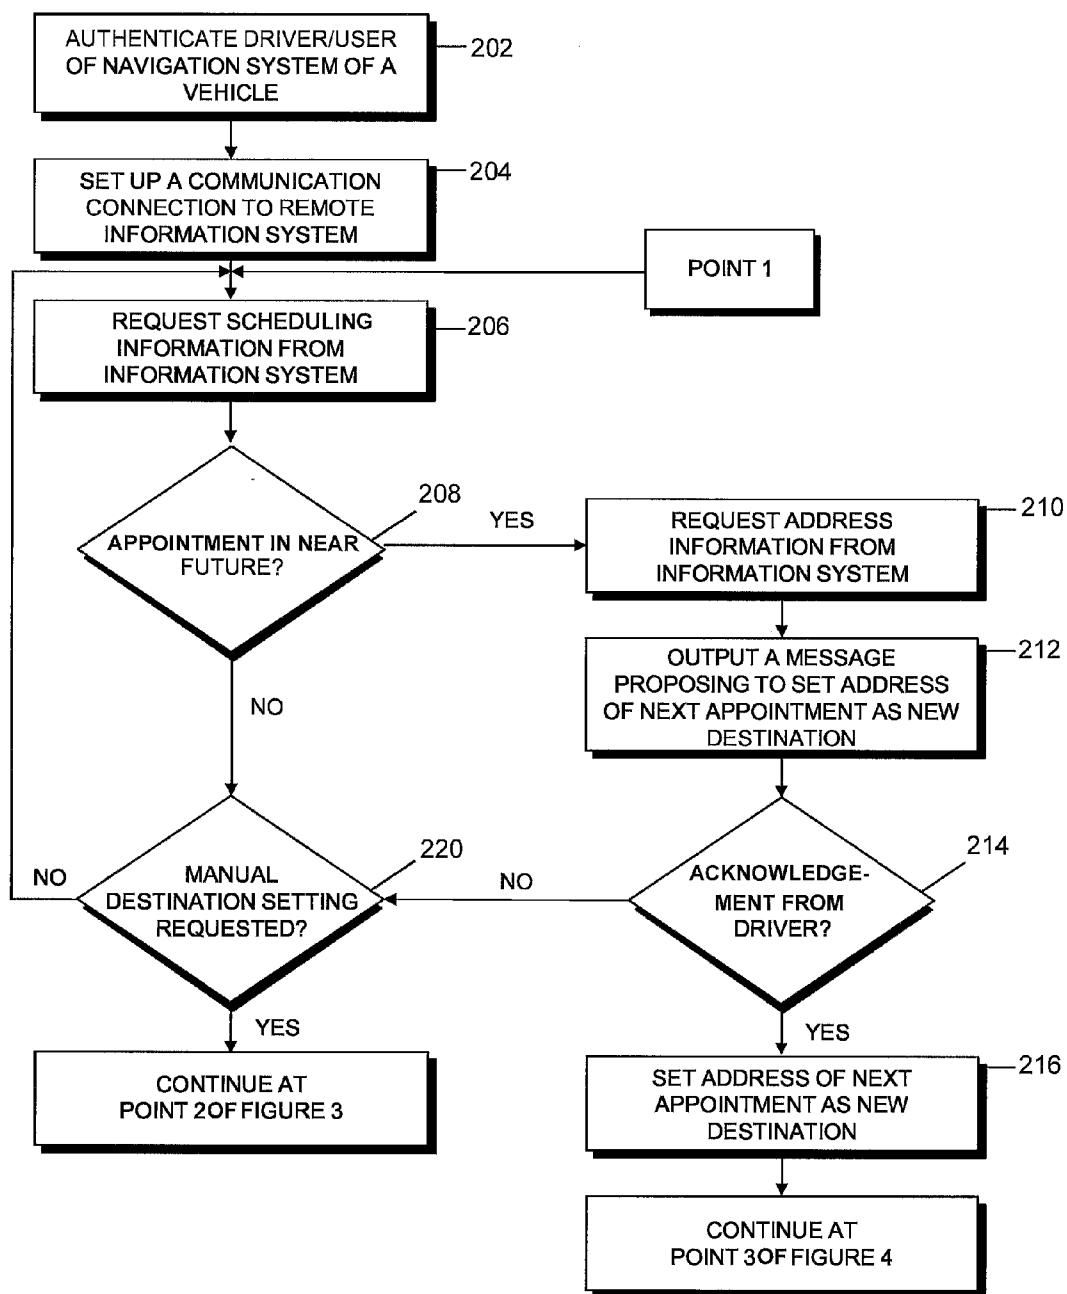 AUTHENTICATE DRIVER/USER
OF NAVIGATION SYSTEM OF A
VEHICLE
202
SET UP A COMMUNICATION
CONNECTION TO REMOTE
INFORMATION SYSTEM
204
POINT 1
REQUEST SCHEDULING
INFORMATION FROM
INFORMATION SYSTEM
206
APPOINTMENT IN NEAR
FUTURE?
208
YES
REQUEST ADDRESS
INFORMATION FROM
INFORMATION SYSTEM
210
OUTPUT A MESSAGE
PROPOSING TO SET ADDRESS
OF NEXT APPOINTMENT AS NEW
DESTINATION
212
NO
MANUAL
DESTINATION SETTING
REQUESTED?
220
NO
NO
ACKNOWLEDGE-
MENT FROM
DRIVER?
214
YES
CONTINUE AT
POINT 2OF FIGURE 3
YES
SET ADDRESS OF NEXT
APPOINTMENT AS NEW
DESTINATION
216
CONTINUE AT
POINT 3OF FIGURE 4